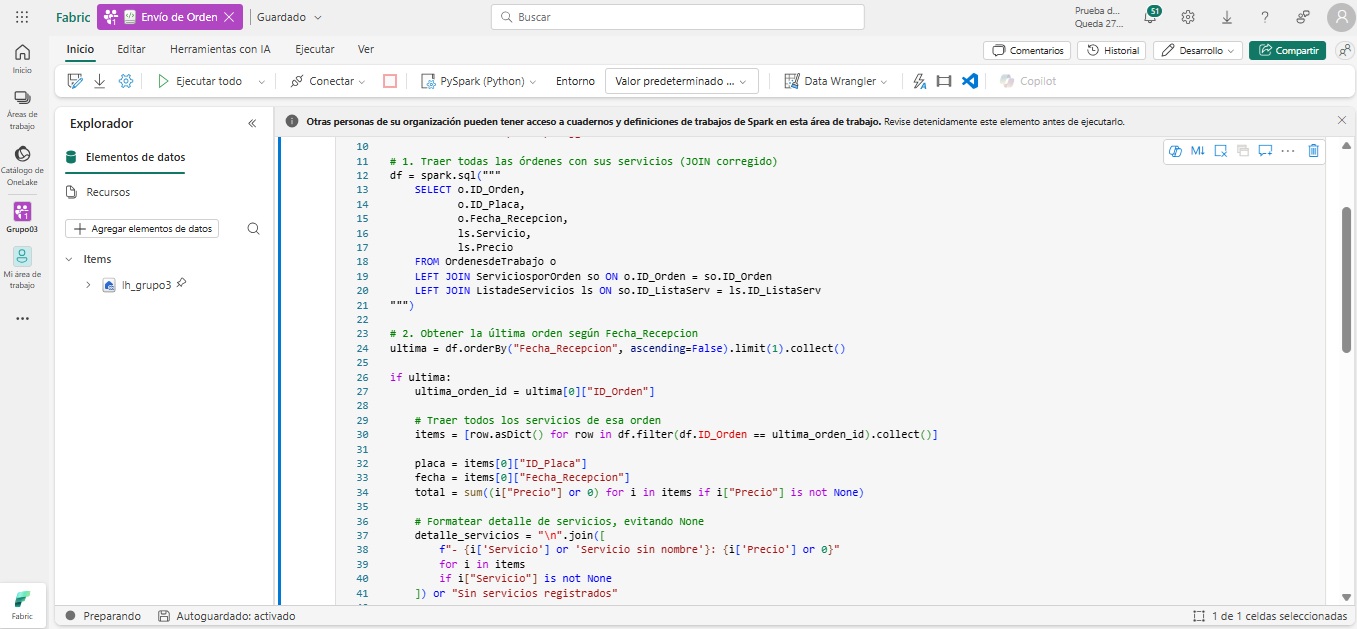 Fabric
Envío de Orden
Guardado
Buscar
Prueba d...
Queda 27...
51
Inicio
Editar
Herramientas con IA
Ejecutar
Ver
Comentarios
Historial
Desarrollo
Compartir
Ejecutar todo
Conectar
PySpark (Python)
Entorno
Valor predeterminado ...
Data Wrangler
Copilot
Inicio
Áreas de
trabajo
Catálogo de
OneLake
Grupo03
Mi área de
trabajo
Fabric
Explorador
Elementos de datos
Recursos
Agregar elementos de datos
Items
lh_grupo3
Otras personas de su organización pueden tener acceso a cuadernos y definiciones de trabajos de Spark en esta área de trabajo. Revise detenidamente este elemento antes de ejecutarlo.
M↓
10
11 # 1. Traer todas las órdenes con sus servicios (JOIN corregido)
12 df = spark.sql("""
13     SELECT o.ID_Orden,
14            o.ID_Placa,
15            o.Fecha_Recepcion,
16            ls.Servicio,
17            ls.Precio
18     FROM OrdenesdeTrabajo o
19     LEFT JOIN ServiciosporOrden so ON o.ID_Orden = so.ID_Orden
20     LEFT JOIN ListadeServicios ls ON so.ID_ListaServ = ls.ID_ListaServ
21 """)
22
23 # 2. Obtener la última orden según Fecha_Recepcion
24 ultima = df.orderBy("Fecha_Recepcion", ascending=False).limit(1).collect()
25
26 if ultima:
27     ultima_orden_id = ultima[0]["ID_Orden"]
28
29     # Traer todos los servicios de esa orden
30     items = [row.asDict() for row in df.filter(df.ID_Orden == ultima_orden_id).collect()]
31
32     placa = items[0]["ID_Placa"]
33     fecha = items[0]["Fecha_Recepcion"]
34     total = sum((i["Precio"] or 0) for i in items if i["Precio"] is not None)
35
36     # Formatear detalle de servicios, evitando None
37     detalle_servicios = "\n".join([
38         f"- {i['Servicio'] or 'Servicio sin nombre'}: {i['Precio'] or 0}"
39         for i in items
40         if i["Servicio"] is not None
41     ]) or "Sin servicios registrados"
Preparando
Autoguardado: activado
1 de 1 celdas seleccionadas